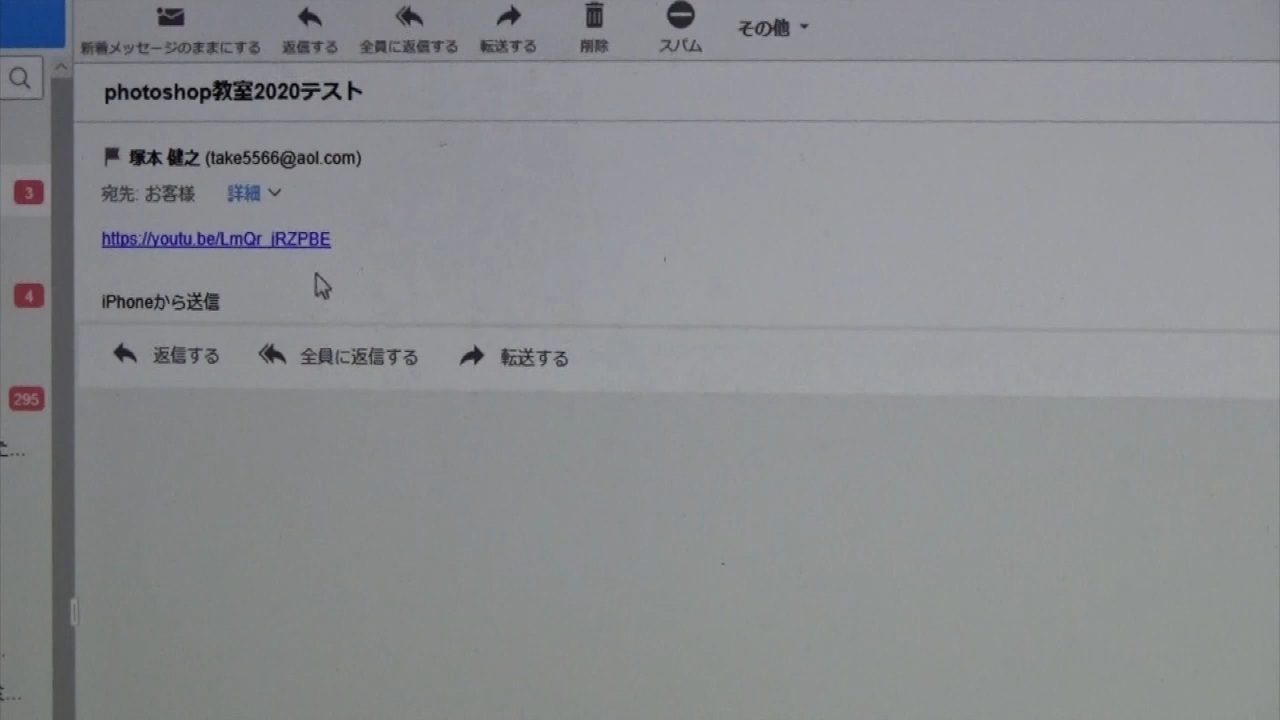 新着メッセージのままにする 返信する 全員に返信する 転送する 削除 スパム その他
photoshop教室2020テスト
塚本 健之 (take5566@aol.com)
3
宛先: お客様 詳細
https://youtu.be/LmQr_jRZPBE
4
iPhoneから送信
返信する 全員に返信する 転送する
295